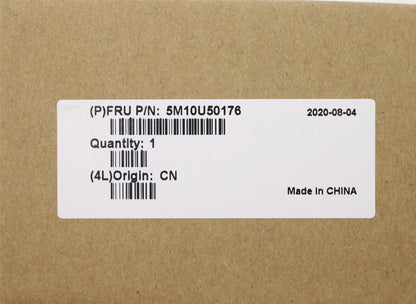 (P)FRU P/N: 5M10U50176
2020-08-04
Quantity: 1
(4L)Origin: CN
Made in CHINA